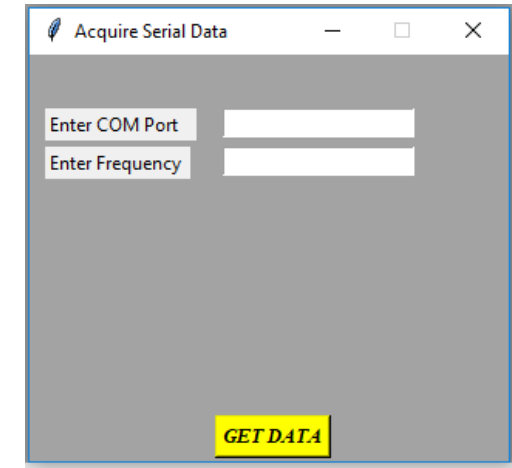 Acquire Serial Data
Enter COM Port
Enter Frequency
GET DATA